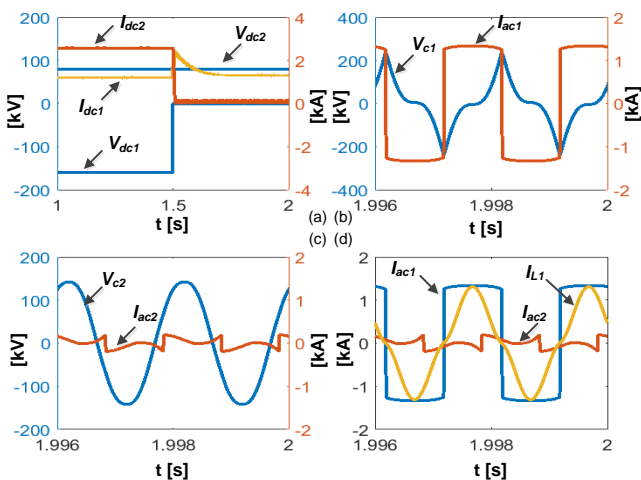 200
100
0
-100
-200
[kV]
4
2
0
-2
-4
[kA]
I_dc2
V_dc2
I_dc1
V_dc1
1
1.5
2
t [s]
(a)
400
200
0
-200
-400
[kV]
2
1
0
-1
-2
[kA]
V_c1
I_ac1
1.996
1.998
2
t [s]
(b)
(c)
200
100
0
-100
-200
[kV]
2
1
0
-1
-2
[kA]
V_c2
I_ac2
1.996
1.998
2
t [s]
(d)
2
1
0
-1
-2
[kA]
I_ac1
I_L1
I_ac2
1.996
1.998
2
t [s]